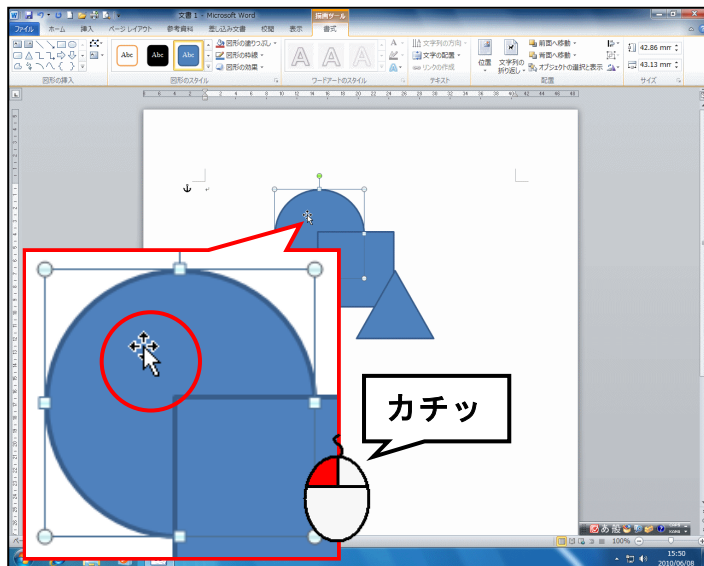 文書 1 - Microsoft Word
描画ツール
ファイル ホーム 挿入 ページ レイアウト 参考資料 差し込み文書 校閲 表示 書式
Abc Abc Abc
図形の塗りつぶし
図形の枠線
図形の効果
文字列の方向
文字の配置
リンクの作成
位置
文字列の
折り返し
前面へ移動
背面へ移動
オブジェクトの選択と表示
42.86 mm
43.13 mm
図形の挿入 図形のスタイル ワードアートのスタイル テキスト 配置 サイズ
カチッ
あ 般
100%
15:50
2010/06/08